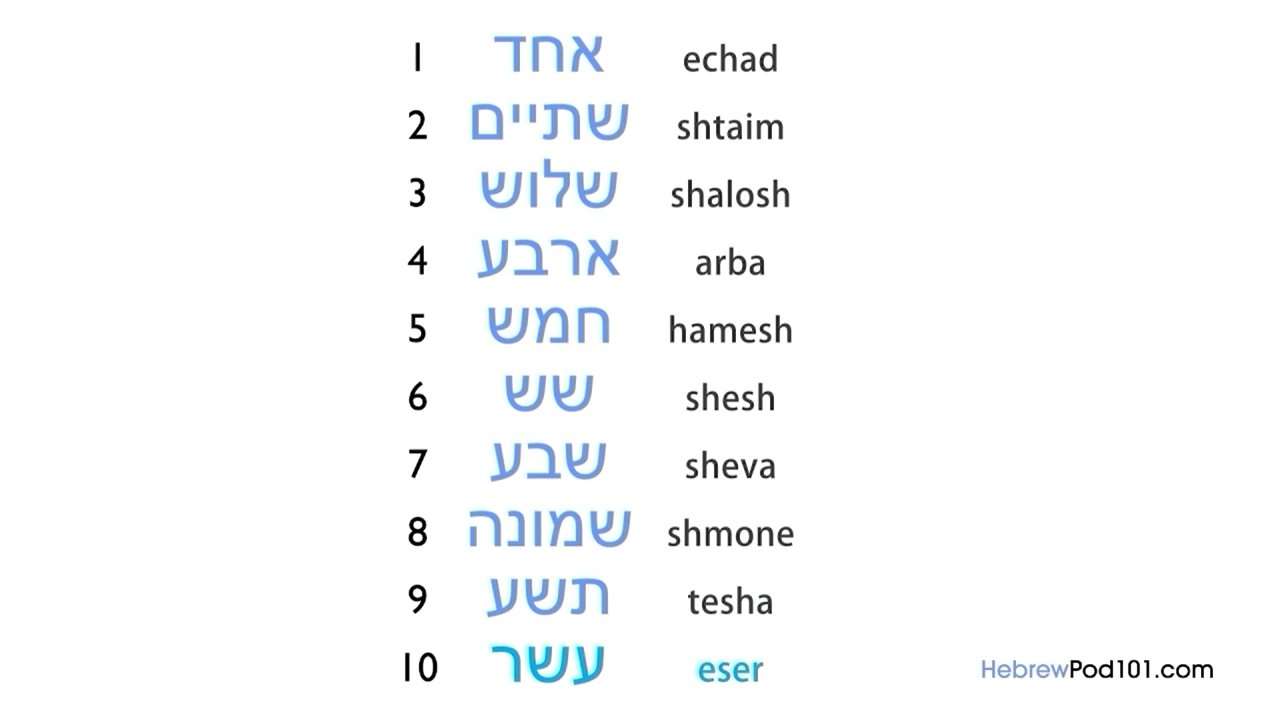 1 אחד echad
2 שתיים shtaim
3 שלוש shalosh
4 ארבע arba
5 חמש hamesh
6 שש shesh
7 שבע sheva
8 שמונה shmone
9 תשע tesha
10 עשר eser
HebrewPod101.com